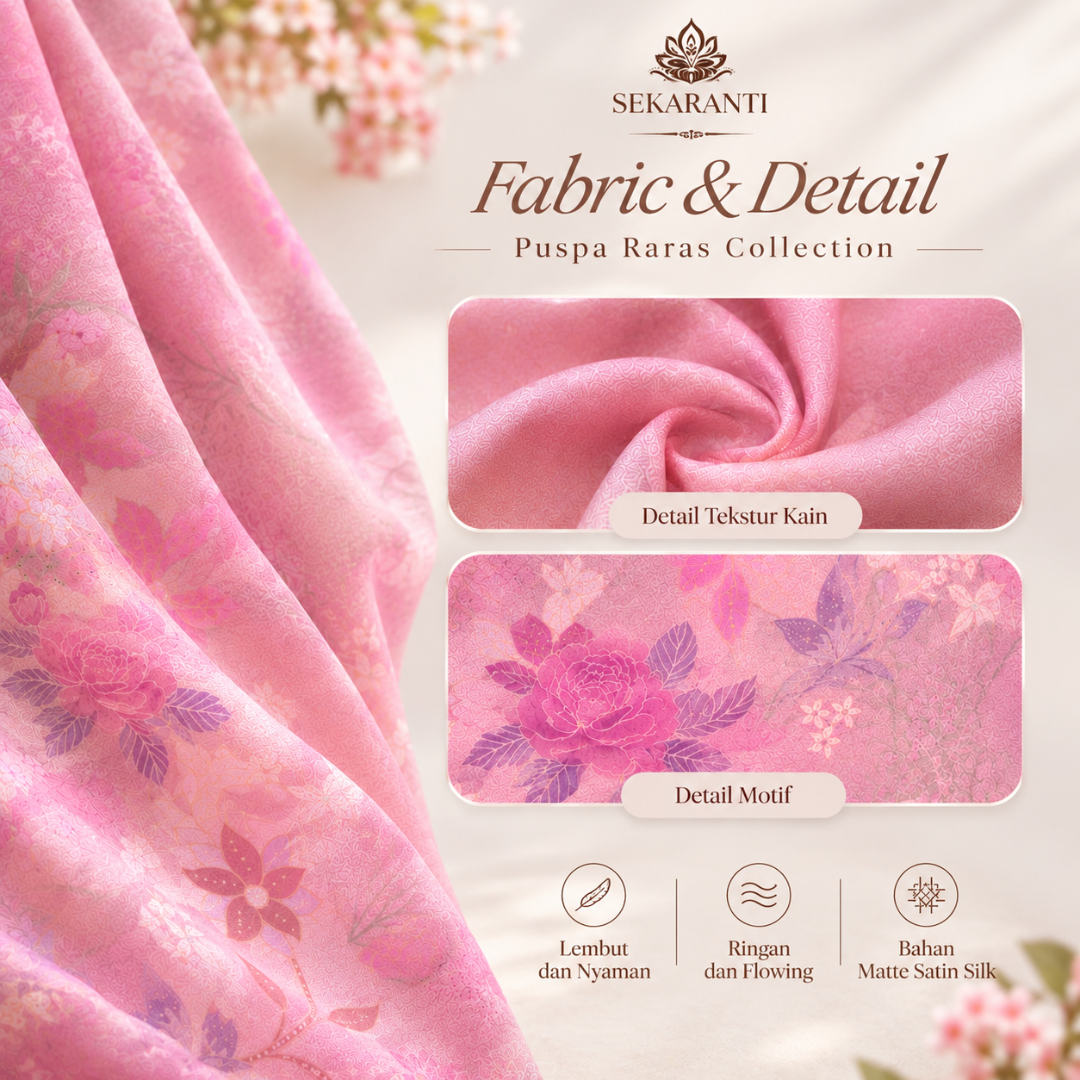 SEKARANTI
Fabric & Detail
Puspa Raras Collection
Detail Tekstur Kain
Detail Motif
Lembut
dan Nyaman
Ringan
dan Flowing
Bahan
Matte Satin Silk